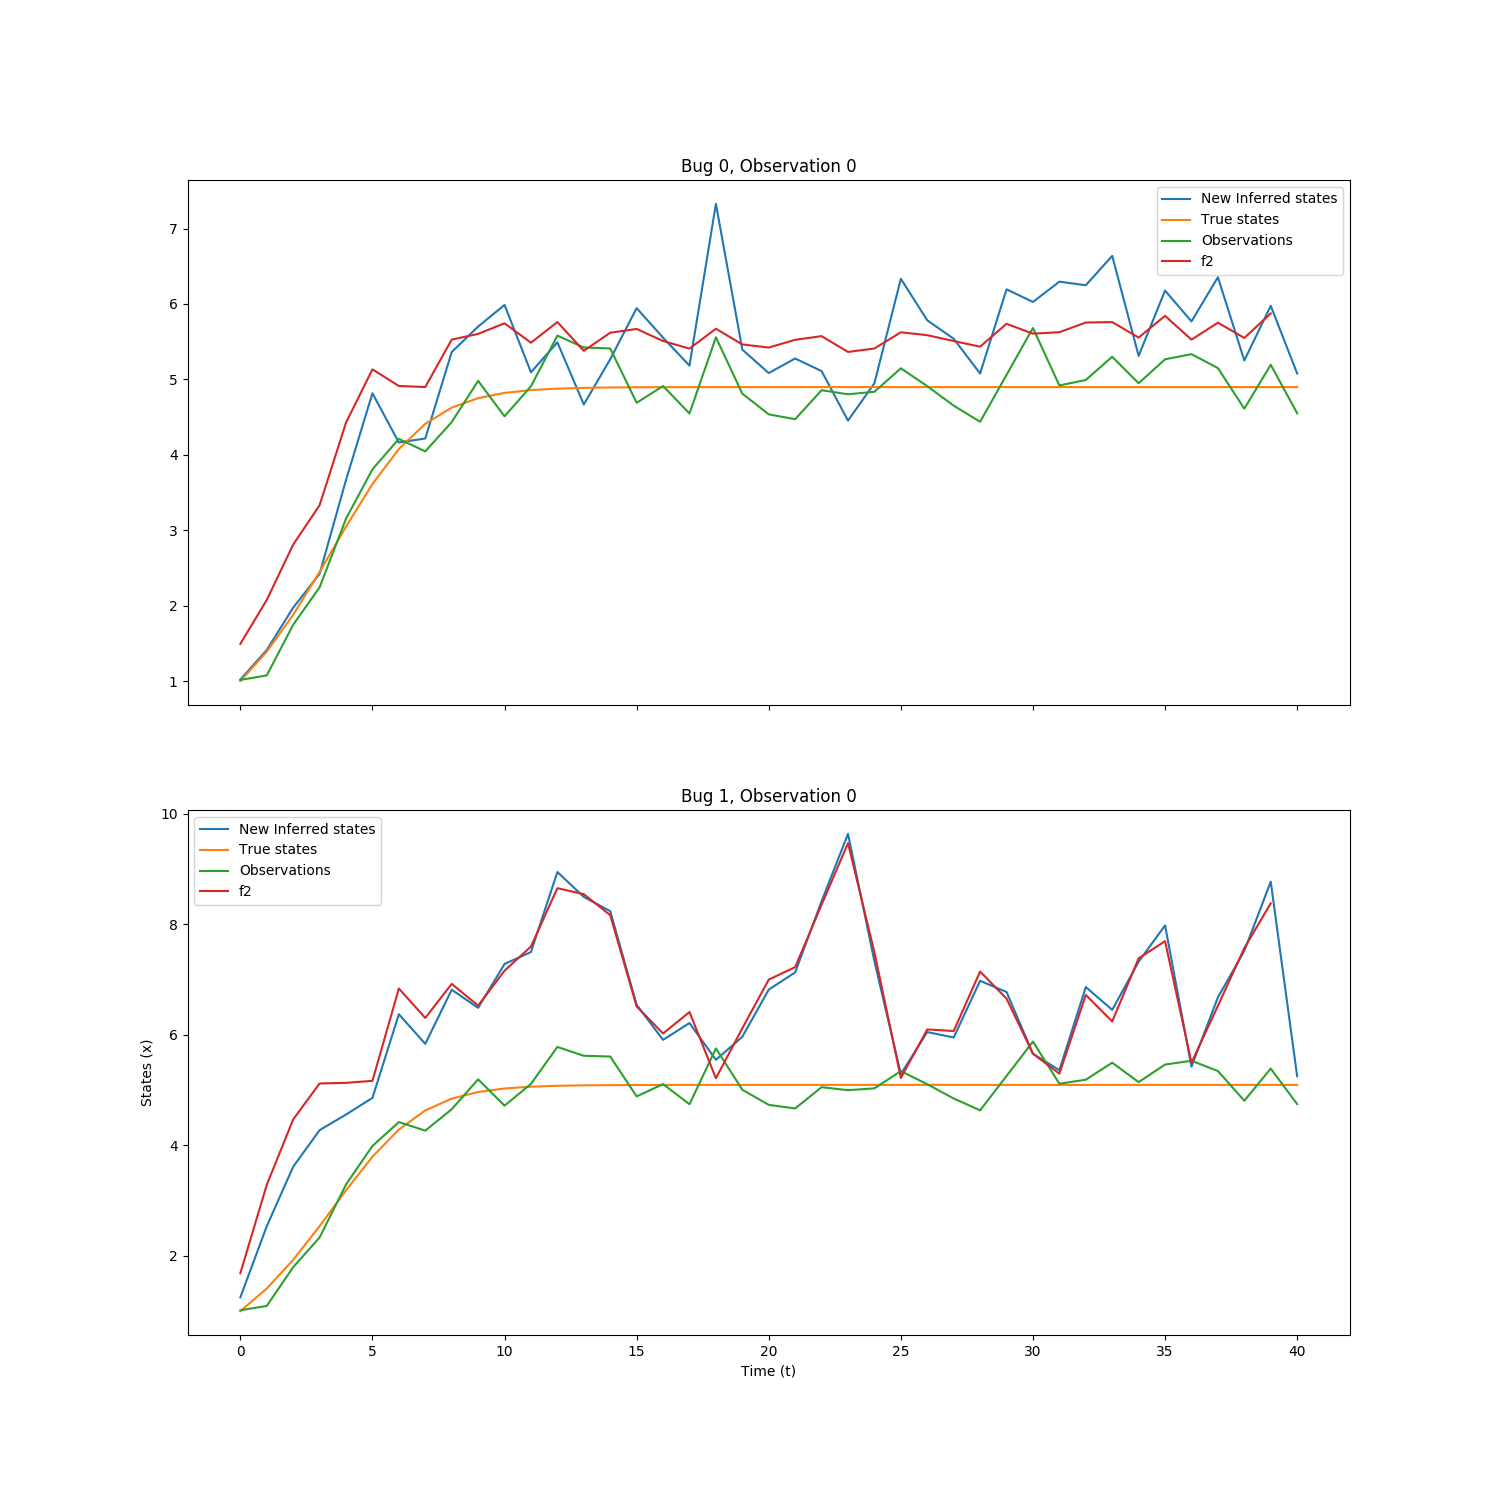 Bug 0, Observation 0
New Inferred states
True states
Observations
f2
7
6
5
4
3
2
1
Bug 1, Observation 0
New Inferred states
True states
Observations
f2
10
8
6
4
2
States (x)
0 5 10 15 20 25 30 35 40
Time (t)